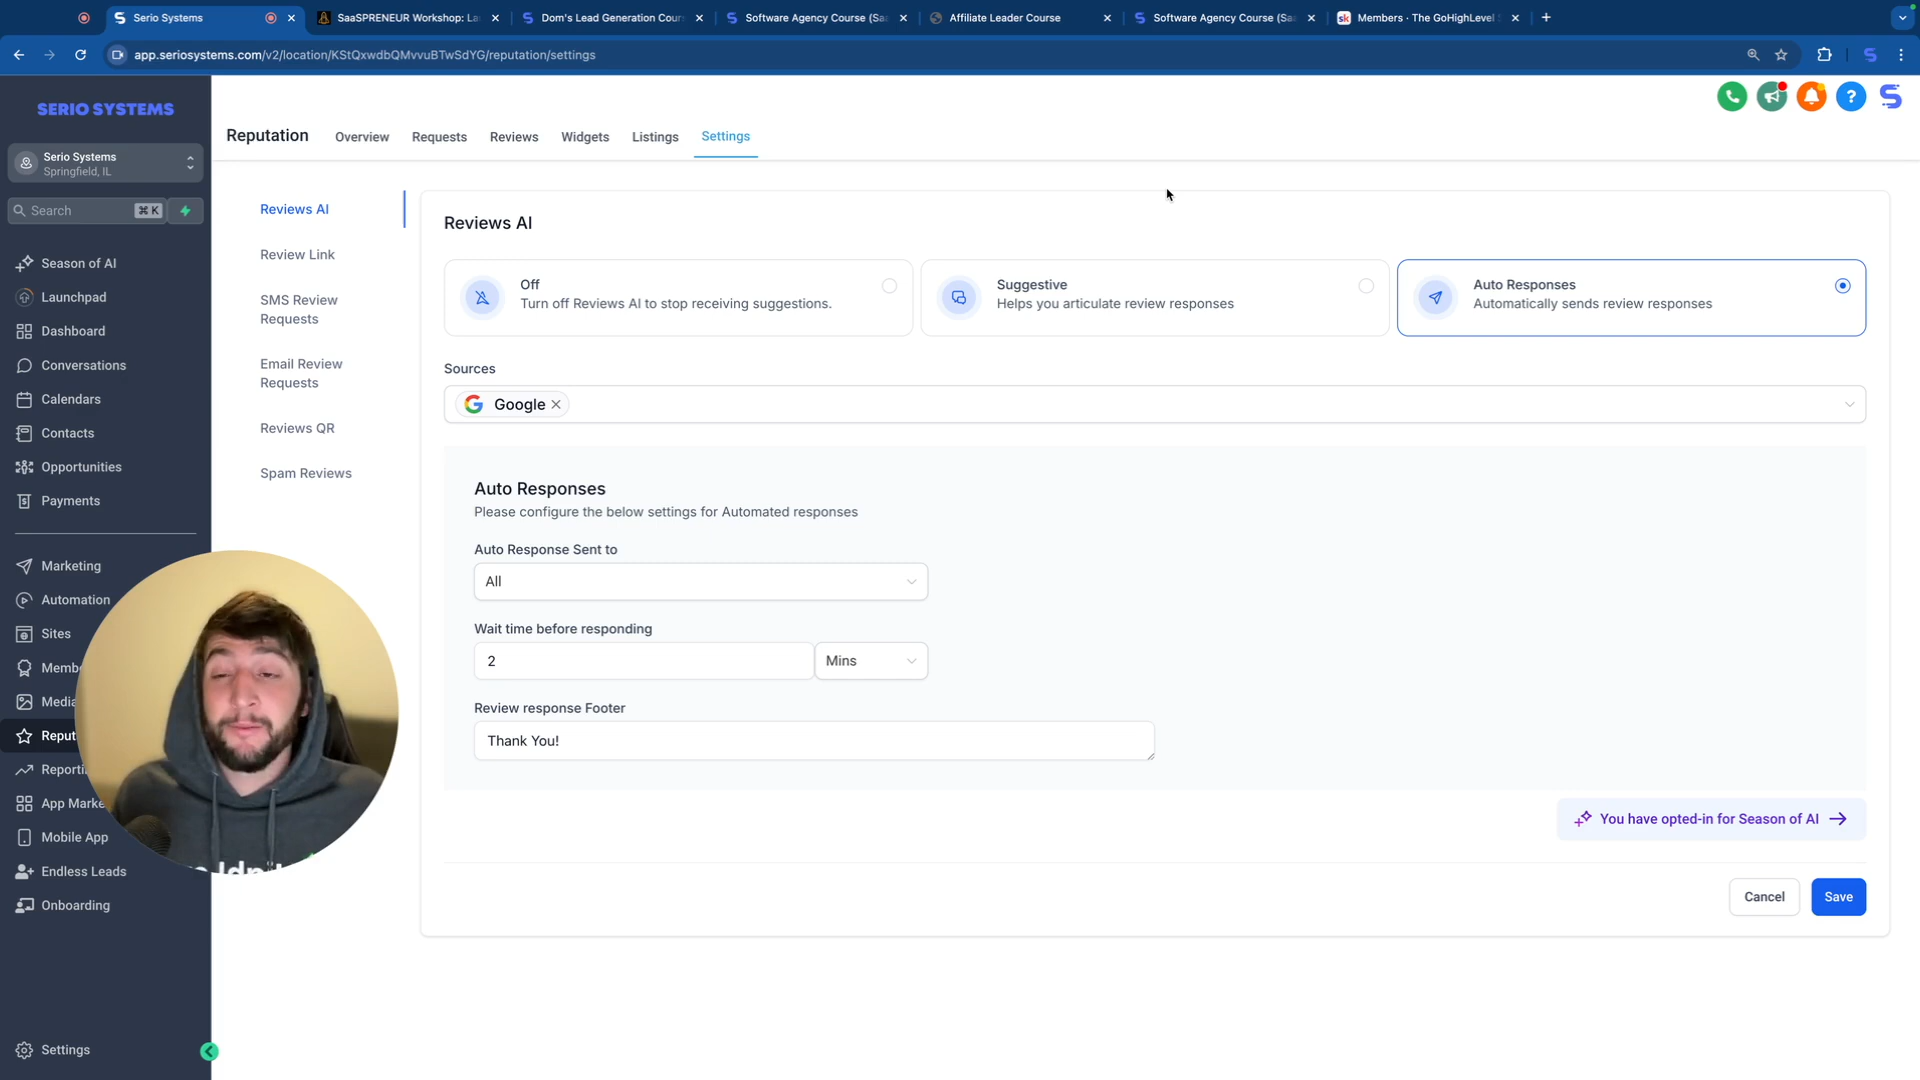 Serio Systems
SaaSPRENEUR Workshop: La
Dom's Lead Generation Cour
Software Agency Course (Saa
Affiliate Leader Course
Software Agency Course (Saa
Members · The GoHighLevel
app.seriosystems.com/v2/location/KStQxwdbQMvvuBTwSdYG/reputation/settings
SERIO SYSTEMS
Serio Systems
Springfield, IL
Search
⌘ K
Season of AI
Launchpad
Dashboard
Conversations
Calendars
Contacts
Opportunities
Payments
Marketing
Automation
Sites
Memb
Media
Reput
Reporti
App Marke
Mobile App
Endless Leads
Onboarding
Settings
Reputation
Overview
Requests
Reviews
Widgets
Listings
Settings
Reviews AI
Review Link
SMS Review
Requests
Email Review
Requests
Reviews QR
Spam Reviews
Reviews AI
Off
Turn off Reviews AI to stop receiving suggestions.
Suggestive
Helps you articulate review responses
Auto Responses
Automatically sends review responses
Sources
Google
Auto Responses
Please configure the below settings for Automated responses
Auto Response Sent to
All
Wait time before responding
2
Mins
Review response Footer
Thank You!
You have opted-in for Season of AI
Cancel
Save